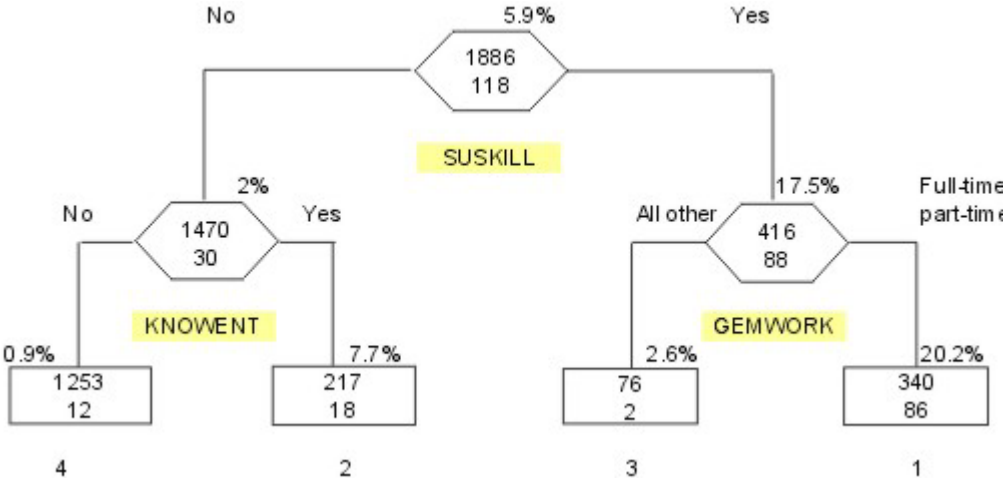 No
5.9%
Yes
1886
118
SUSKILL
2%
17.5%
Full-time
part-time
No
Yes
All other
1470
30
416
88
KNOWENT
GEMWORK
0.9%
7.7%
2.6%
20.2%
1253
12
217
18
76
2
340
86
4
2
3
1